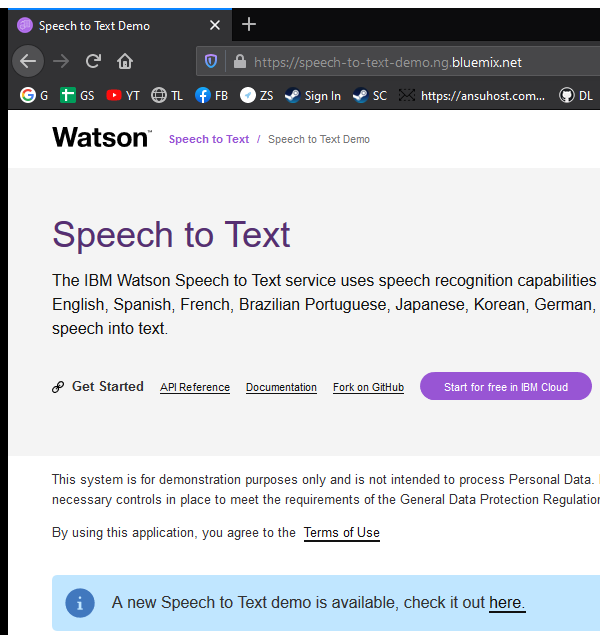 Speech to Text Demo
https://speech-to-text-demo.ng.bluemix.net
G GS YT TL FB ZS Sign In SC https://ansuhost.com... DL
Watson™ Speech to Text / Speech to Text Demo
Speech to Text
The IBM Watson Speech to Text service uses speech recognition capabilities
English, Spanish, French, Brazilian Portuguese, Japanese, Korean, German,
speech into text.
Get Started API Reference Documentation Fork on GitHub Start for free in IBM Cloud
This system is for demonstration purposes only and is not intended to process Personal Data.
necessary controls in place to meet the requirements of the General Data Protection Regulation
By using this application, you agree to the Terms of Use
A new Speech to Text demo is available, check it out here.